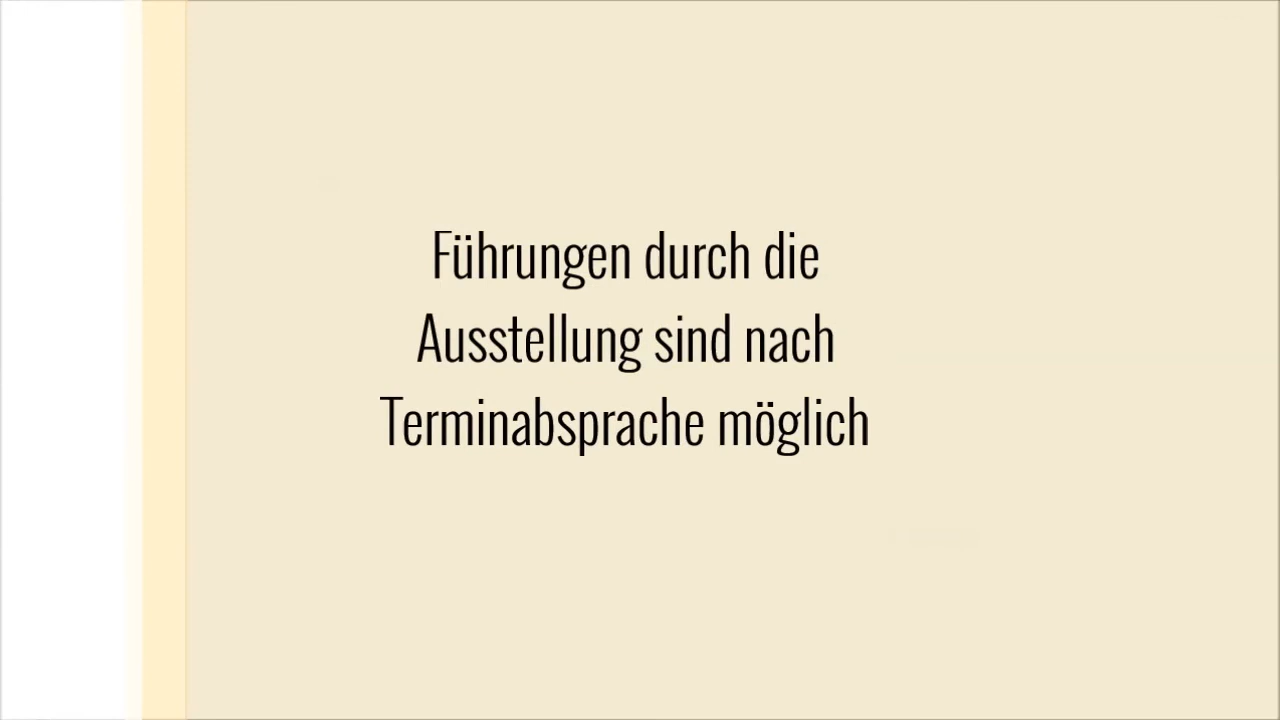 Führungen durch die
Ausstellung sind nach
Terminabsprache möglich